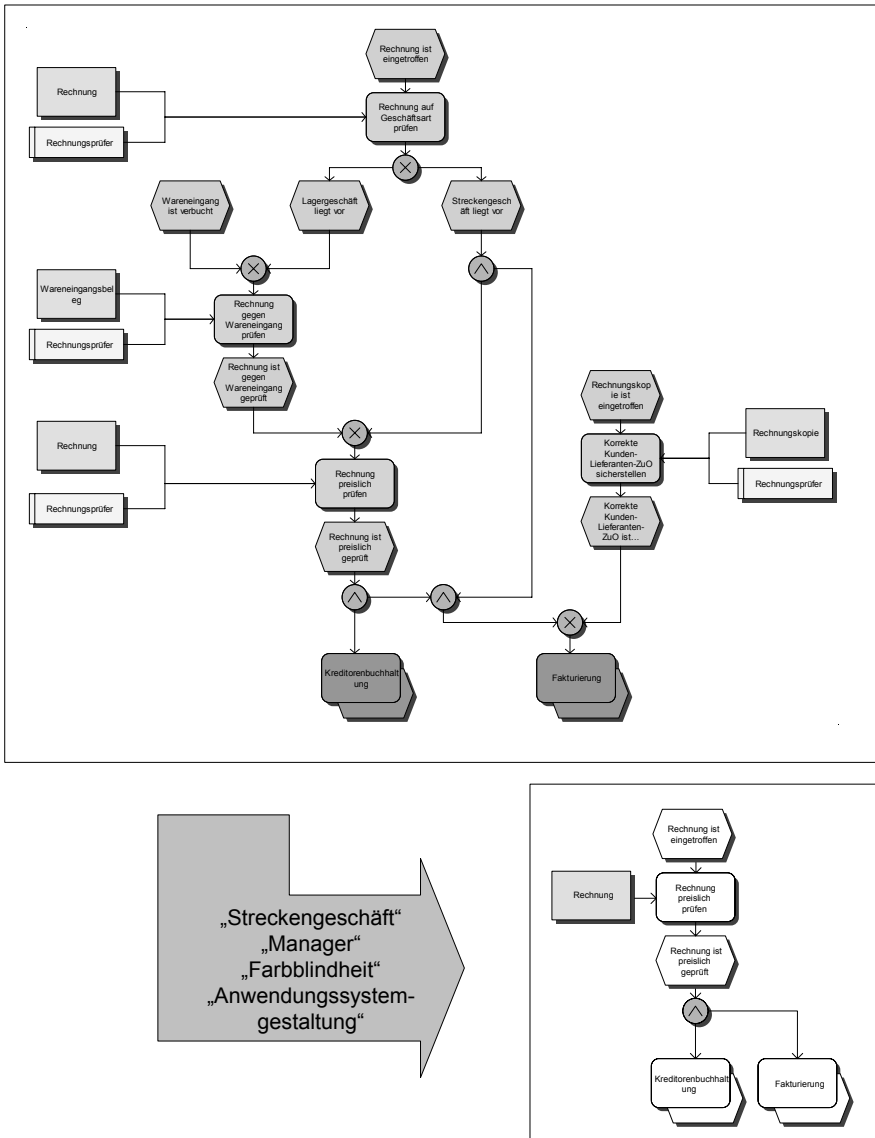 Rechnung ist
eingetroffen
Rechnung
Rechnungsprüfer
Rechnung auf
Geschäftsart
prüfen
Wareneingang
ist verbucht
Lagergeschäft
liegt vor
Streckengesch
äft liegt vor
Wareneingangsbel
eg
Rechnungsprüfer
Rechnung
gegen
Wareneingang
prüfen
Rechnung ist
gegen
Wareneingang
geprüft
Rechnungskop
ie ist
eingetroffen
Rechnung
Rechnungsprüfer
Rechnung
preislich
prüfen
Korrekte
Kunden-
Lieferanten-ZuO
sicherstellen
Rechnungskopie
Rechnungsprüfer
Korrekte
Kunden-
Lieferanten-
ZuO ist...
Rechnung ist
preislich
geprüft
Kreditorenbuchhalt
ung
Fakturierung
„Streckengeschäft“
„Manager“
„Farbblindheit“
„Anwendungssystem-
gestaltung“
Rechnung ist
eingetroffen
Rechnung
Rechnung
preislich
prüfen
Rechnung ist
preislich
geprüft
Kreditorenbuchhalt
ung
Fakturierung